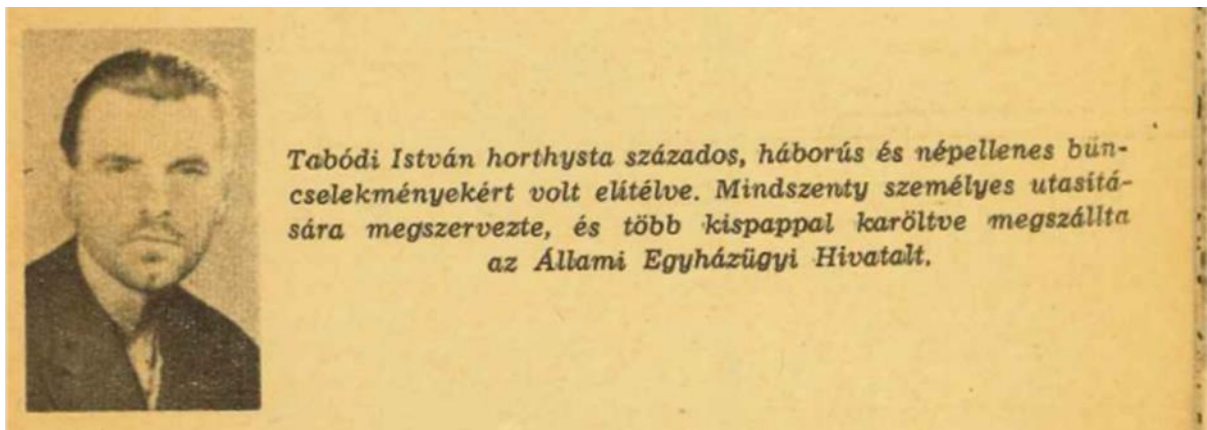 Tabódi István horthysta százados, háborús és népellenes bűn-
cselekményekért volt elítélve. Mindszenty személyes utasítá-
sára megszervezte, és több kispappal karöltve megszállta
az Állami Egyházügyi Hivatalt.